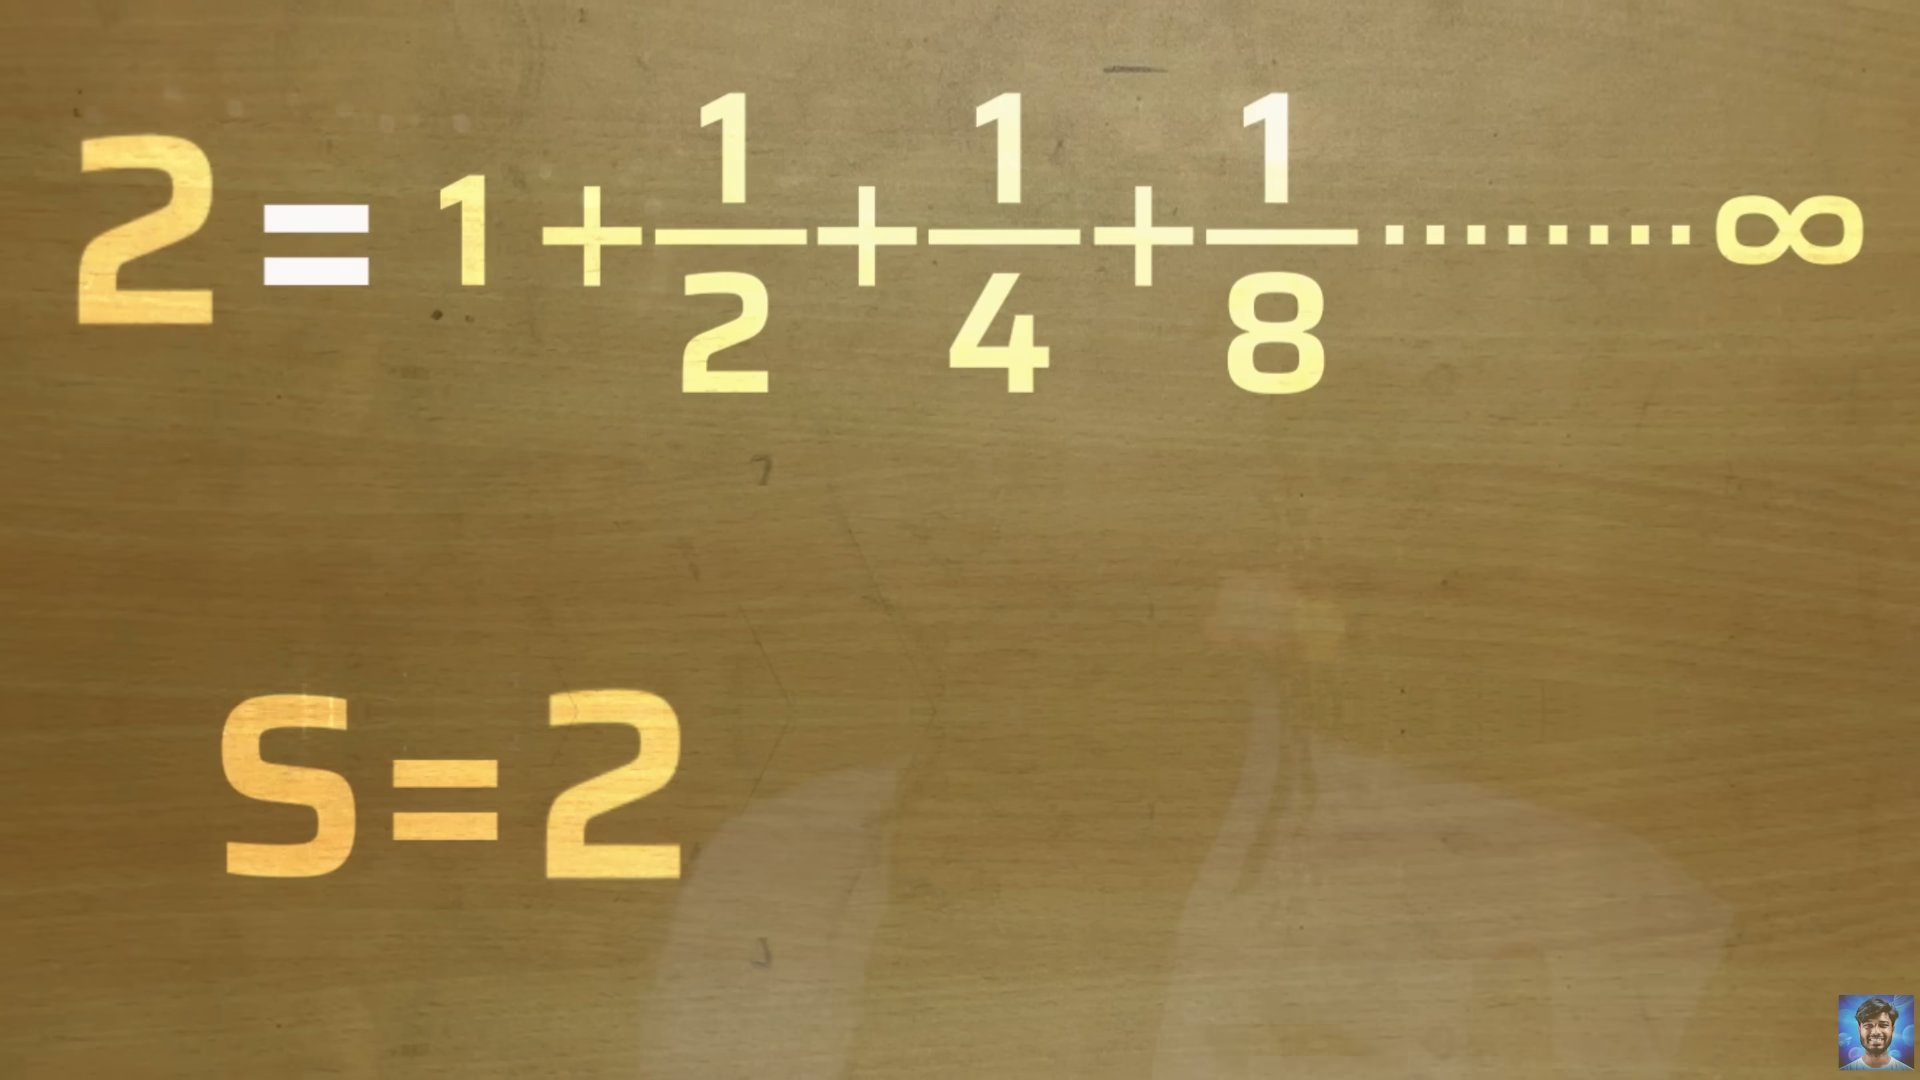 2 = 1 + 1/2 + 1/4 + 1/8 ........ ∞
S = 2